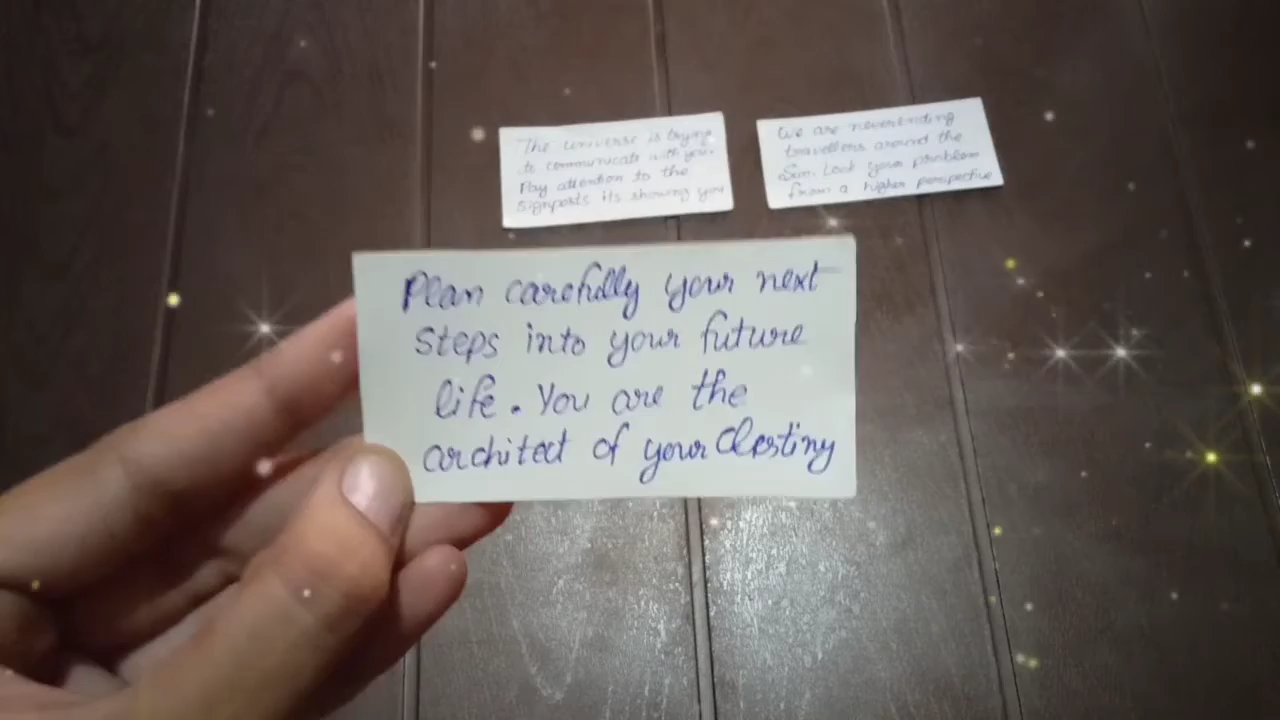 The universe is trying
to communicate with you.
Pay attention to the
signposts its showing you
We are neverending
travellers around the
Sun. Look your problem
from a higher perspective
Plan carefully your next
steps into your future
life. You are the
architect of your Destiny